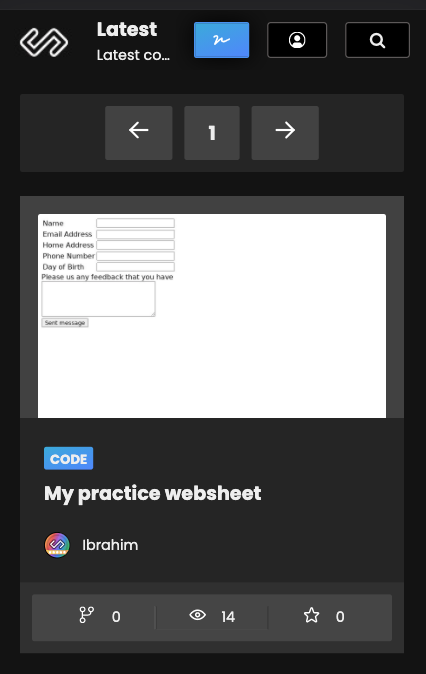 Latest
Latest co...
1
Name
Email Address
Home Address
Phone Number
Day of Birth
Please us any feedback that you have
Sent message
CODE
My practice websheet
Ibrahim
0 14 0